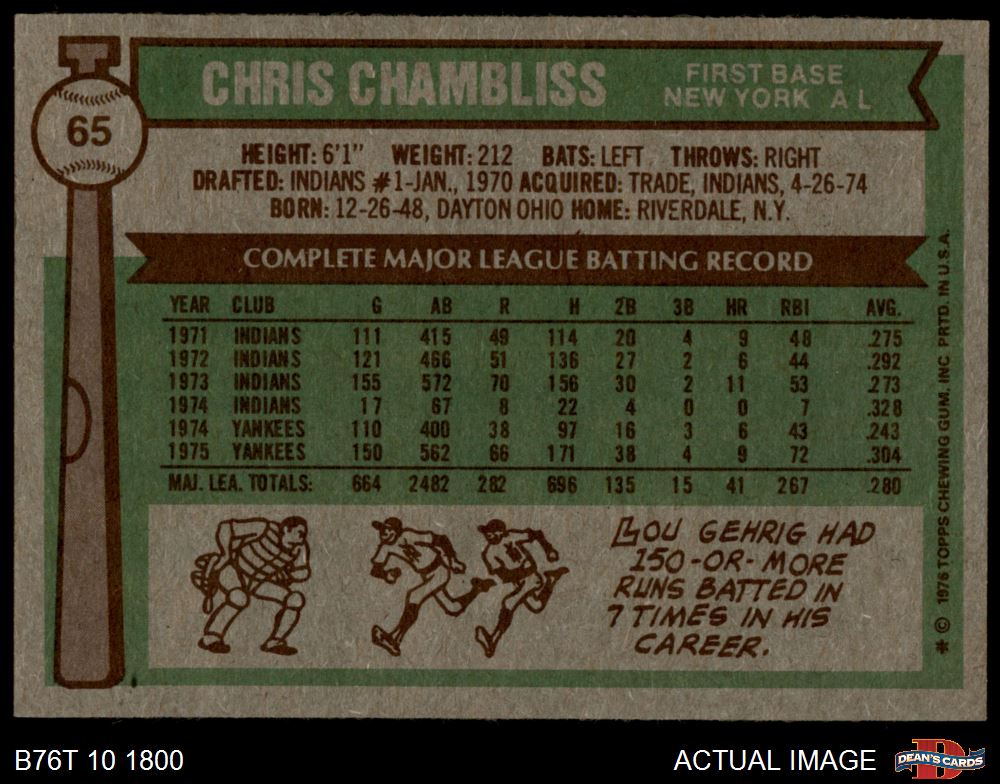 65
CHRIS CHAMBLISS
FIRST BASE
NEW YORK A L
HEIGHT: 6'1" WEIGHT: 212 BATS: LEFT THROWS: RIGHT
DRAFTED: INDIANS #1-JAN., 1970 ACQUIRED: TRADE, INDIANS, 4-26-74
BORN: 12-26-48, DAYTON OHIO HOME: RIVERDALE, N.Y.
COMPLETE MAJOR LEAGUE BATTING RECORD
YEAR CLUB G AB R H 2B 3B HR RBI AVG.
1971 INDIANS 111 415 49 114 20 4 9 48 .275
1972 INDIANS 121 466 51 136 27 2 6 44 .292
1973 INDIANS 155 572 70 156 30 2 11 53 .273
1974 INDIANS 17 67 8 22 4 0 0 7 .328
1974 YANKEES 110 400 38 97 16 3 6 43 .243
1975 YANKEES 150 562 66 171 38 4 9 72 .304
MAJ. LEA. TOTALS: 664 2482 282 696 135 15 41 267 .280
LOU GEHRIG HAD
150-OR-MORE
RUNS BATTED IN
7 TIMES IN HIS
CAREER.
* © 1976 TOPPS CHEWING GUM, INC. PRTD. IN U.S.A.
B76T 10 1800
ACTUAL IMAGE
D
DEAN'S CARDS